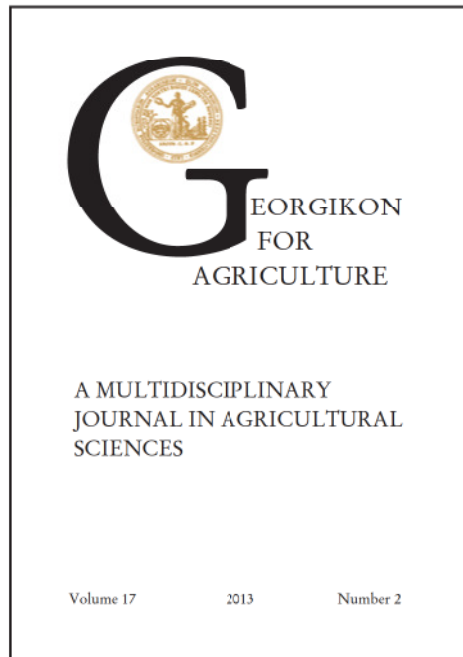 GEORGIKON
FOR
AGRICULTURE
A MULTIDISCIPLINARY
JOURNAL IN AGRICULTURAL
SCIENCES
Volume 17 2013 Number 2